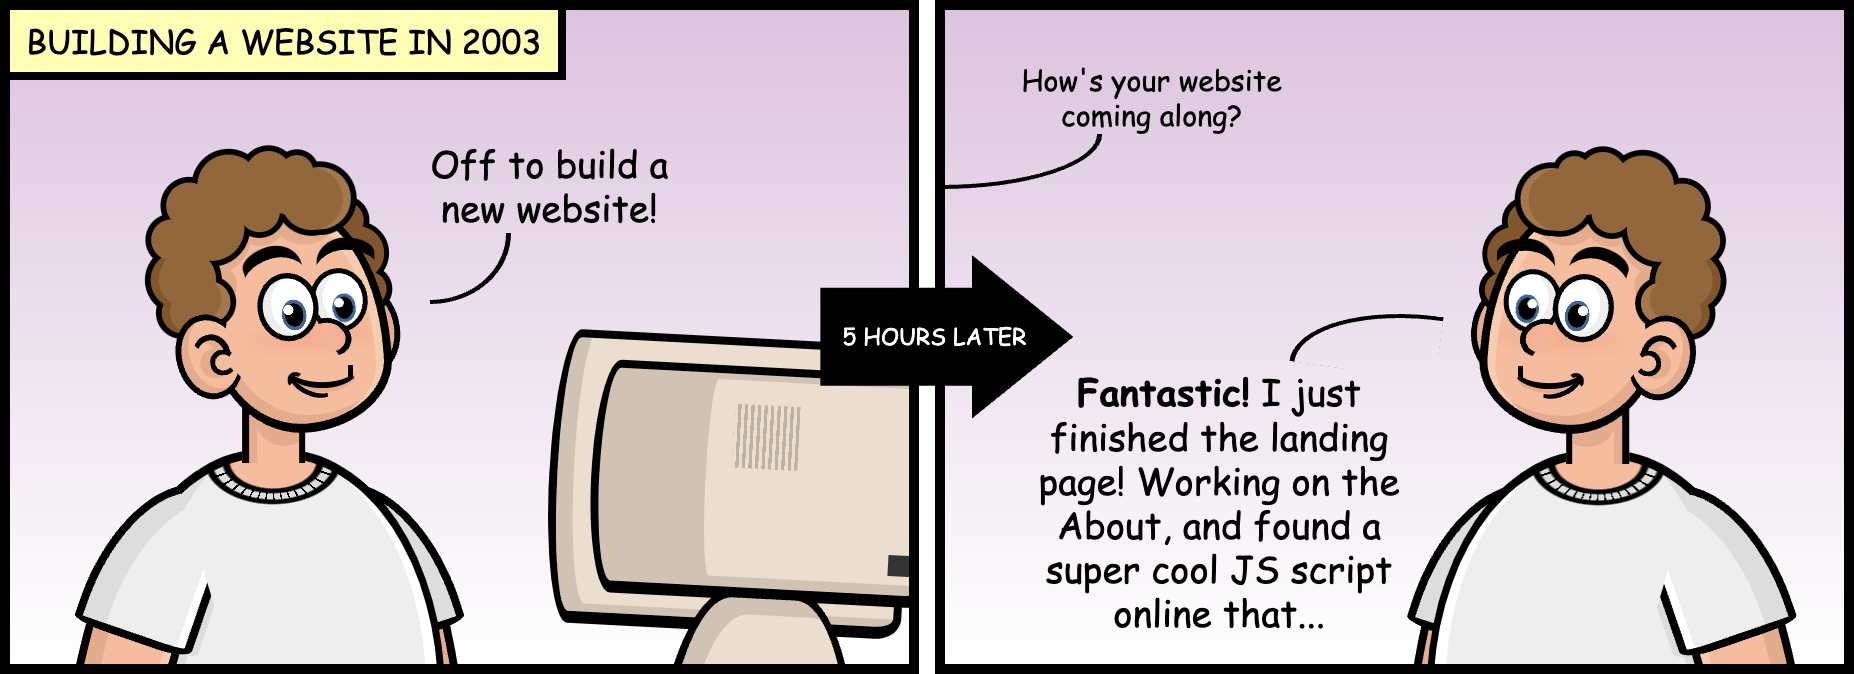 BUILDING A WEBSITE IN 2003
Off to build a
new website!
5 HOURS LATER
How's your website
coming along?
Fantastic! I just
finished the landing
page! Working on the
About, and found a
super cool JS script
online that...